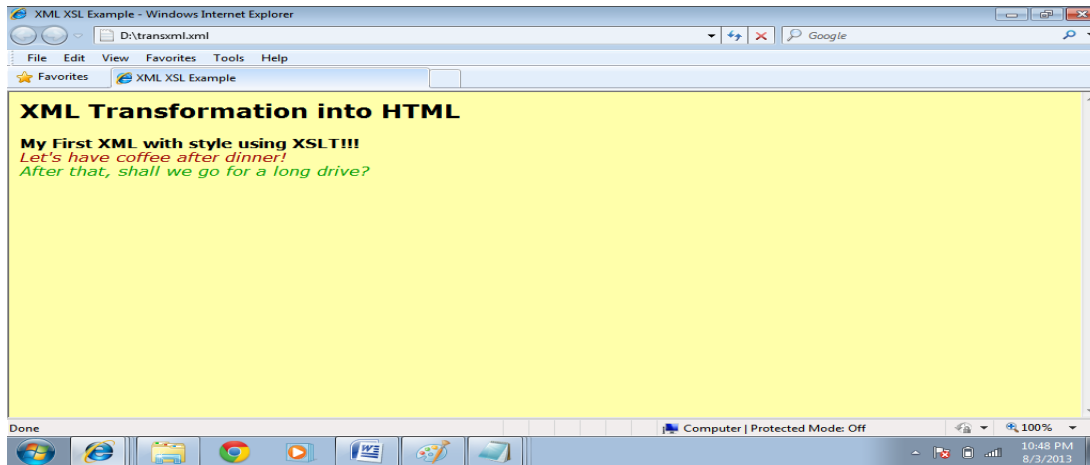 XML XSL Example - Windows Internet Explorer
D:\transxml.xml
Google
File Edit View Favorites Tools Help
Favorites XML XSL Example
XML Transformation into HTML
My First XML with style using XSLT!!!
Let's have coffee after dinner!
After that, shall we go for a long drive?
Done Computer | Protected Mode: Off 100%
10:48 PM
8/3/2013